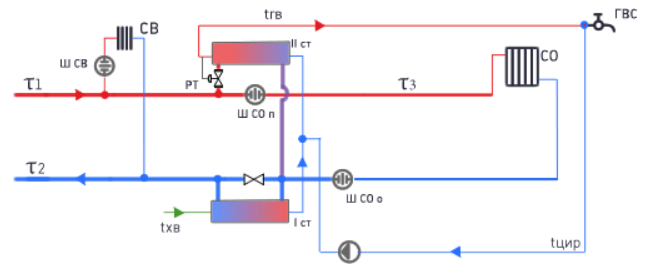 tгв
ГВС
СВ
II ст
Ш СВ
СО
τ1
РТ
τ3
Ш СО п
τ2
Ш СО о
I ст
tхв
tцир